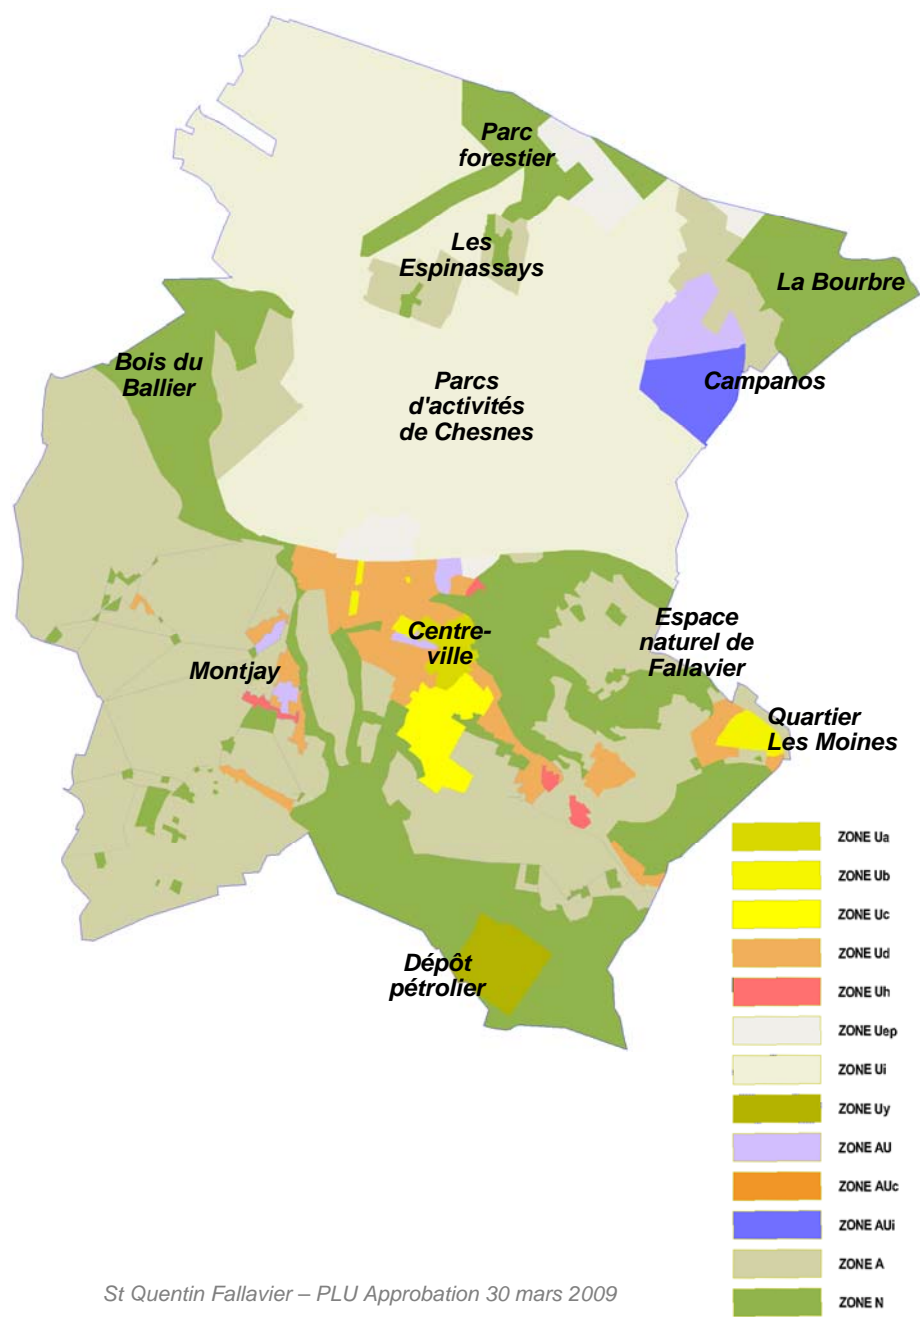 Parc
forestier
Les
Espinassays
La Bourbre
Bois du
Ballier
Parcs
d'activités
de Chesnes
Campanos
Espace
naturel de
Fallavier
Centre-
ville
Montjay
Quartier
Les Moines
Dépôt
pétrolier
ZONE Ua
ZONE Ub
ZONE Uc
ZONE Ud
ZONE Uh
ZONE Uep
ZONE Ui
ZONE Uy
ZONE AU
ZONE AUc
ZONE AUi
ZONE A
ZONE N
St Quentin Fallavier – PLU Approbation 30 mars 2009